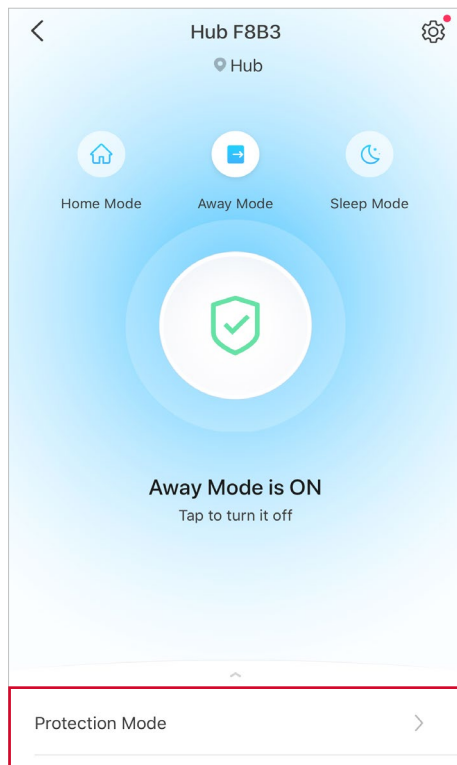 Hub F8B3
Hub
Home Mode Away Mode Sleep Mode
Away Mode is ON
Tap to turn it off
Protection Mode